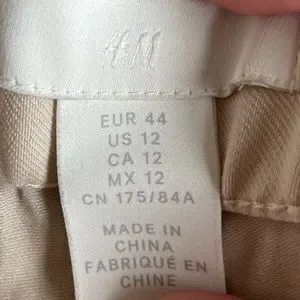 H&M
EUR 44
US 12
CA 12
MX 12
CN 175/84A
MADE IN
CHINA
FABRIQUÉ EN
CHINE